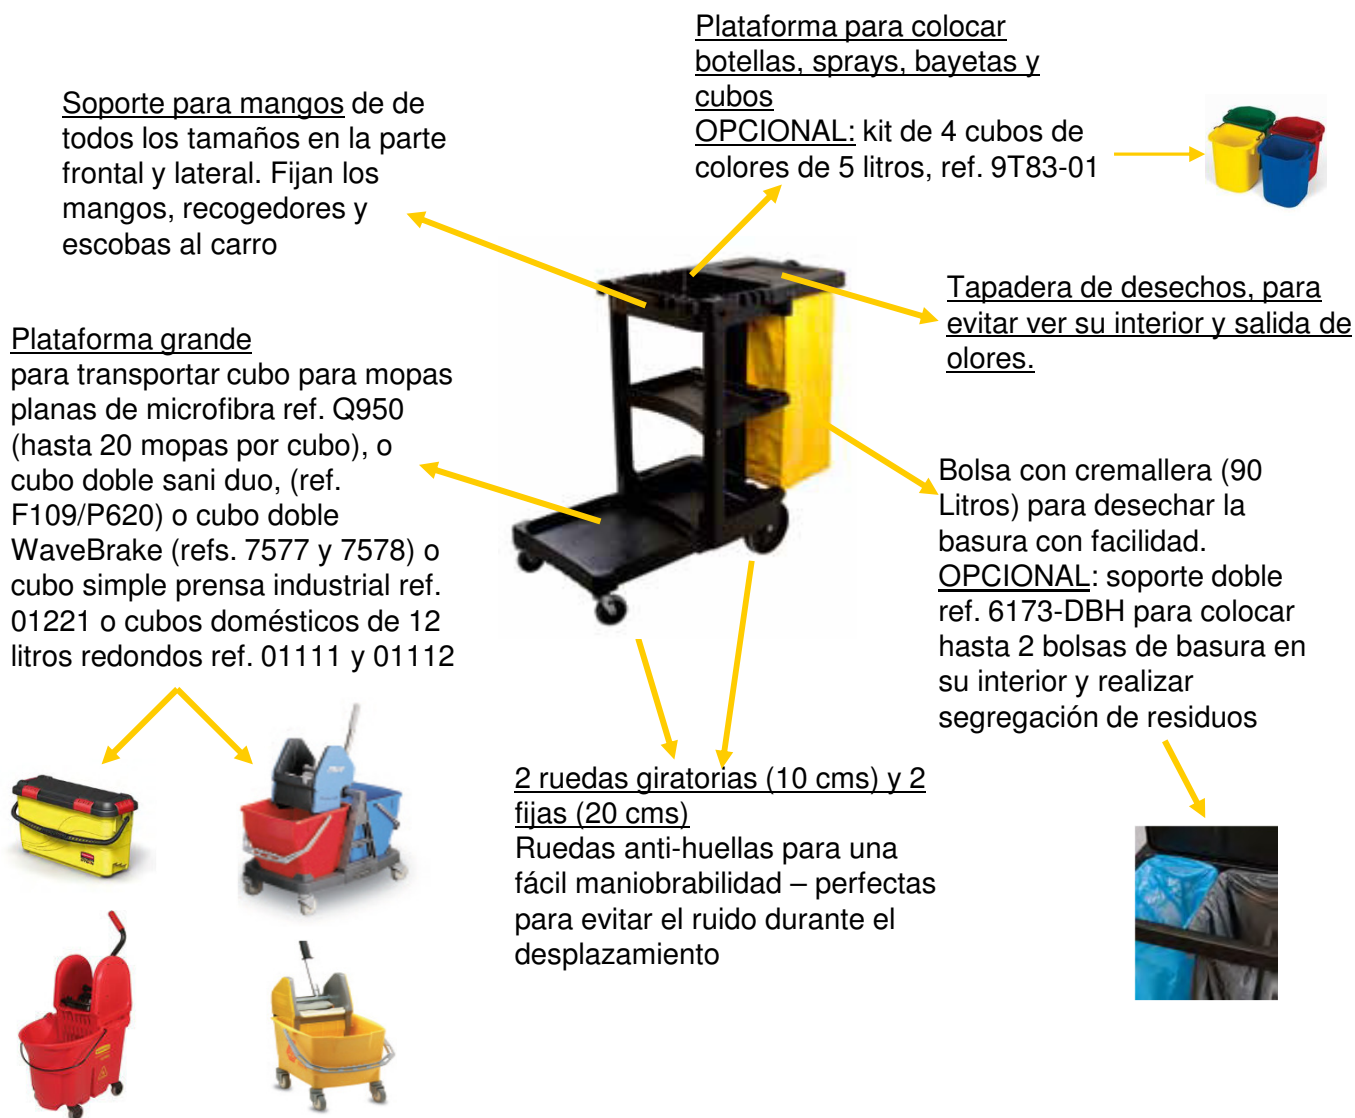 Plataforma para colocar
botellas, sprays, bayetas y
cubos
OPCIONAL: kit de 4 cubos de
colores de 5 litros, ref. 9T83-01
Soporte para mangos de de
todos los tamaños en la parte
frontal y lateral. Fijan los
mangos, recogedores y
escobas al carro
Tapadera de desechos, para
evitar ver su interior y salida de
olores.
Plataforma grande
para transportar cubo para mopas
planas de microfibra ref. Q950
(hasta 20 mopas por cubo), o
cubo doble sani duo, (ref.
F109/P620) o cubo doble
WaveBrake (refs. 7577 y 7578) o
cubo simple prensa industrial ref.
01221 o cubos domésticos de 12
litros redondos ref. 01111 y 01112
Bolsa con cremallera (90
Litros) para desechar la
basura con facilidad.
OPCIONAL: soporte doble
ref. 6173-DBH para colocar
hasta 2 bolsas de basura en
su interior y realizar
segregación de residuos
2 ruedas giratorias (10 cms) y 2
fijas (20 cms)
Ruedas anti-huellas para una
fácil maniobrabilidad – perfectas
para evitar el ruido durante el
desplazamiento